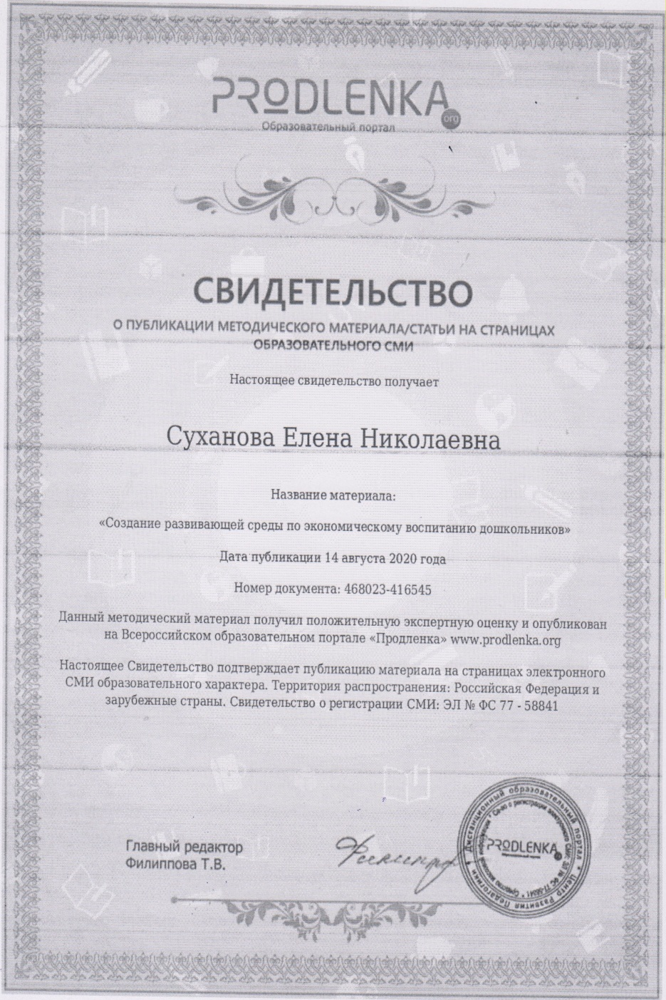 PRODLENKA
org
Образовательный портал
СВИДЕТЕЛЬСТВО
О ПУБЛИКАЦИИ МЕТОДИЧЕСКОГО МАТЕРИАЛА/СТАТЬИ НА СТРАНИЦАХ
ОБРАЗОВАТЕЛЬНОГО СМИ
Настоящее свидетельство получает
Суханова Елена Николаевна
Название материала:
«Создание развивающей среды по экономическому воспитанию дошкольников»
Дата публикации 14 августа 2020 года
Номер документа: 468023-416545
Данный методический материал получил положительную экспертную оценку и опубликован
на Всероссийском образовательном портале «Продленка» www.prodlenka.org
Настоящее Свидетельство подтверждает публикацию материала на страницах электронного
СМИ образовательного характера. Территория распространения: Российская Федерация и
зарубежные страны. Свидетельство о регистрации СМИ: ЭЛ № ФС 77 - 58841
Главный редактор
Филиппова Т.В.
Дистанционный образовательный портал * Центр Развития Педагогики *
PRODLENKA